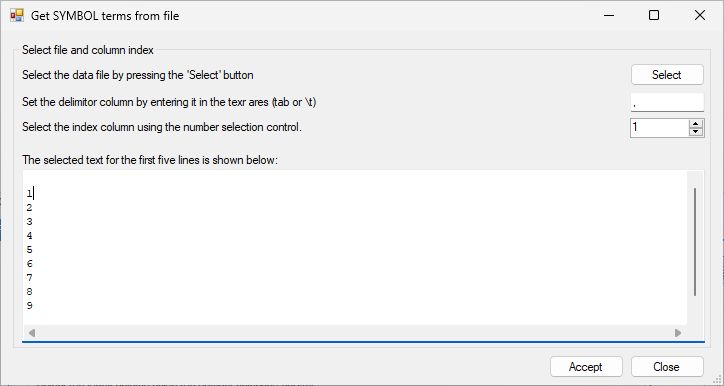 Get SYMBOL terms from file
Select file and column index
Select the data file by pressing the 'Select' button
Select
Set the delimitor column by entering it in the texr ares (tab or \t)
,
Select the index column using the number selection control.
1
The selected text for the first five lines is shown below:
1
2
3
4
5
6
7
8
9
Accept
Close